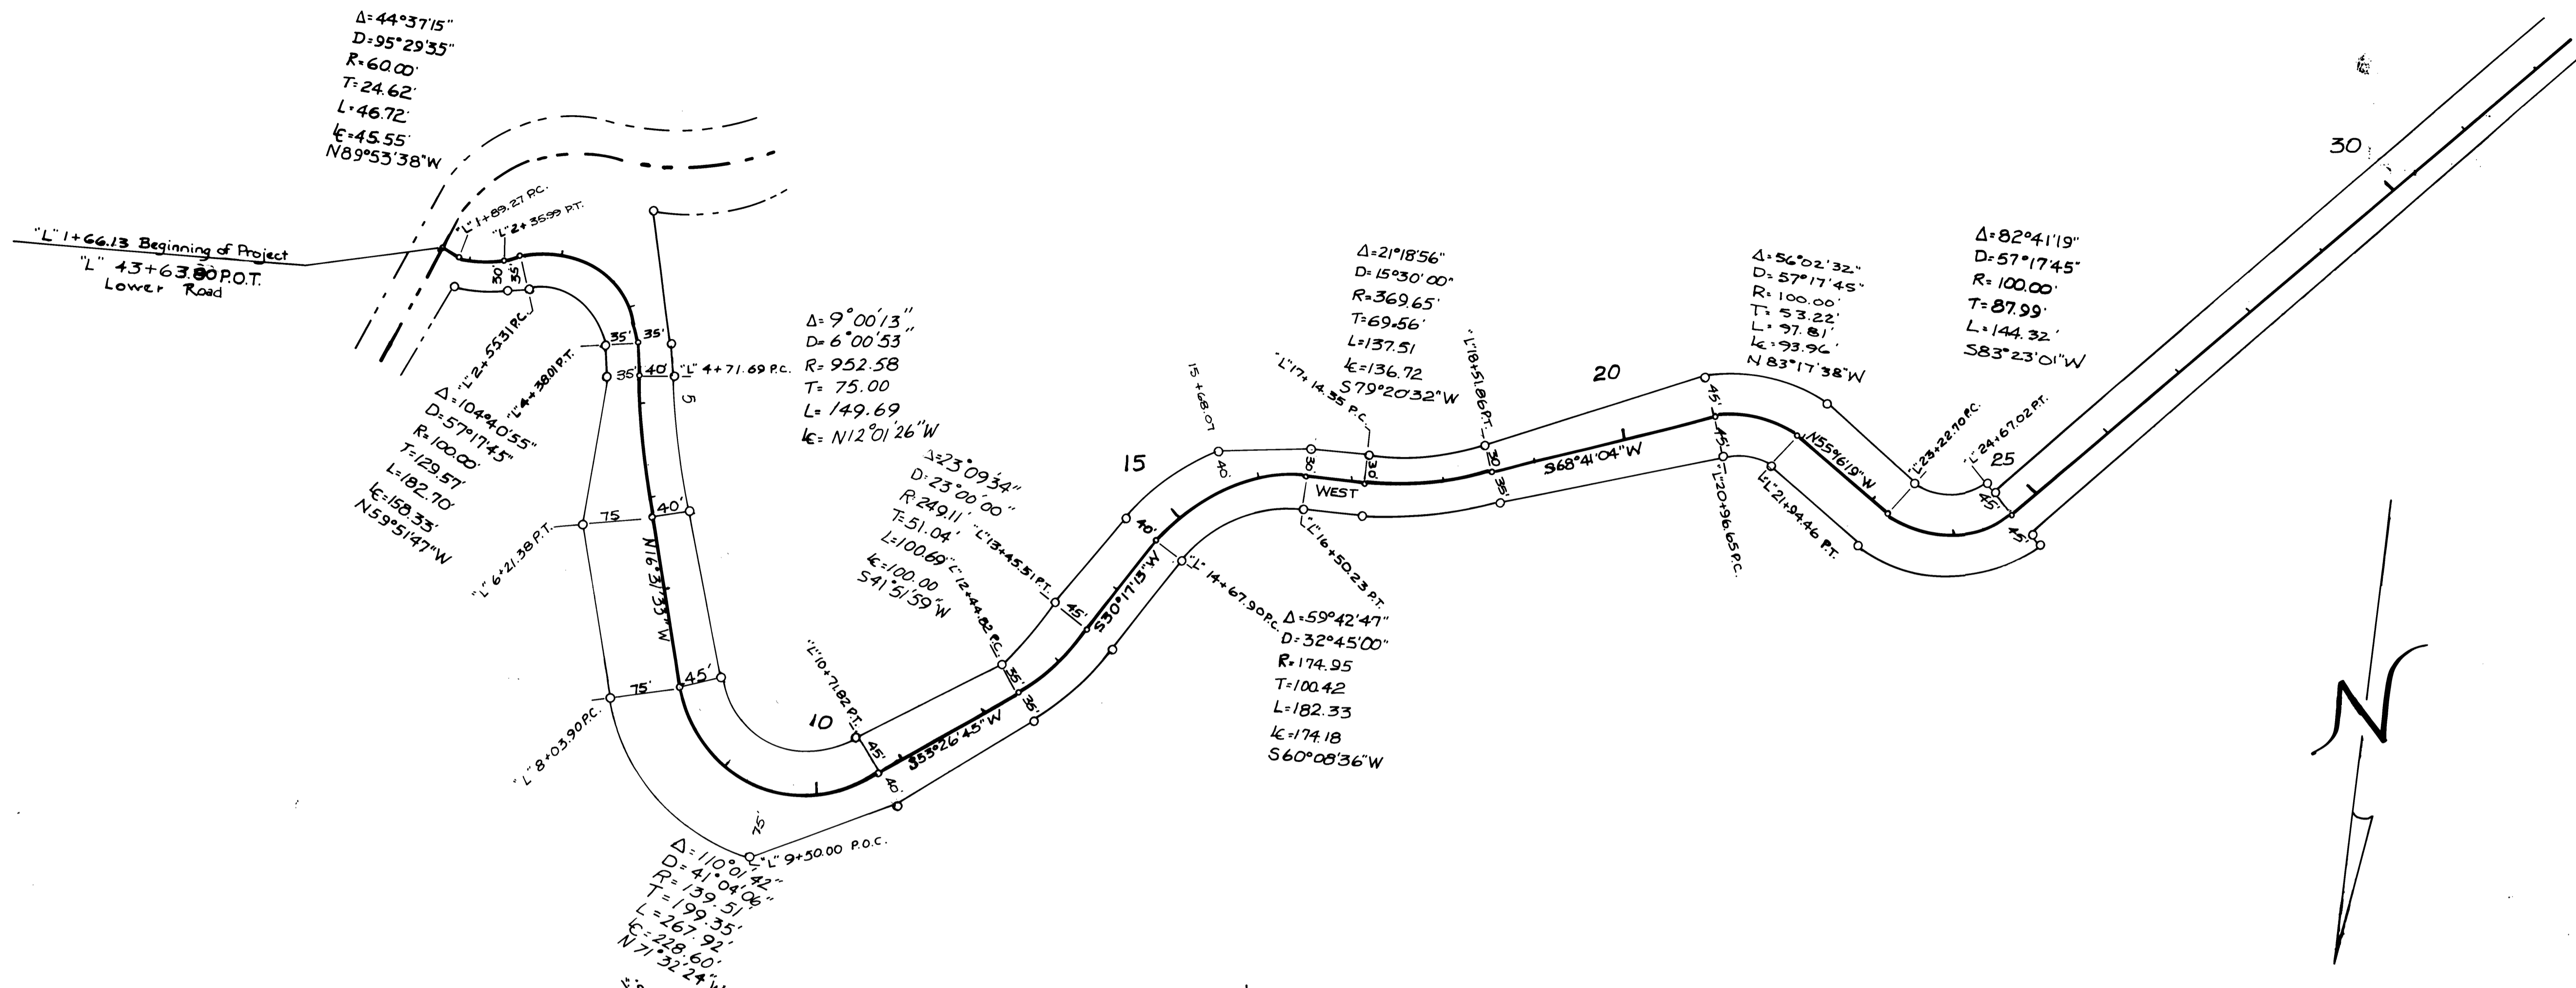 Δ=44°37'15"
D=95°29'35"
R=60.00'
T=24.62'
L=46.72'
LC=45.55'
N89°53'38"W
"L" 1+66.13 Beginning of Project
"L" 43+63.80 P.O.T.
Lower Road
"L" 1+89.27 P.C.
"L" 2+35.99 P.T.
30'
35'
"L" 2+55.31 P.C.
"L" 4+38.01 P.T.
Δ=104°40'55"
D=57°17'45"
R=100.00'
T=129.57'
L=182.70'
LC=158.33'
N59°51'47"W
35'
35'
35'
40'
"L" 4+71.69 P.C.
5
Δ=9°00'13"
D=6°00'53"
R=952.58
T=75.00
L=149.69
LC=N12°01'26"W
"L" 6+21.38 P.T.
75
40'
N16°31'33"W
75'
45'
"L" 8+03.90 P.C.
75'
"L" 9+50.00 P.O.C.
Δ=110°01'42"
D=41°04'06"
R=139.51'
T=199.35'
L=267.92'
LC=228.60'
N71°32'24"W
10
"L" 10+71.82 P.T.
45'
40'
S53°26'45"W
Δ=23°09'34"
D=23°00'00"
R=249.11'
T=51.04'
L=100.69'
LC=100.00
S41°51'59"W
"L" 12+44.82 P.C.
35'
35'
"L" 13+45.51 P.T.
45'
S30°17'13"W
15
40'
"L" 14+67.90 P.C.
15+68.07
40'
Δ=59°42'47"
D=32°45'00"
R=174.95
T=100.42
L=182.33
LC=174.18
S60°08'36"W
"L" 16+50.23 P.T.
30'
WEST
30'
"L" 17+14.35 P.C.
Δ=21°18'56"
D=15°30'00"
R=369.65'
T=69.56'
L=137.51
LC=136.72
S79°20'32"W
"L" 18+51.86 P.T.
30
35'
S68°41'04"W
20
45'
45'
"L" 20+96.65 P.C.
"L" 21+94.46 P.T.
Δ=56°02'32"
D=57°17'45"
R=100.00'
T=53.22'
L=97.81'
LC=93.96'
N83°17'38"W
N55°16'19"W
"L" 23+22.70 P.C.
"L" 24+67.02 P.T.
25
45'
45'
Δ=82°41'19"
D=57°17'45"
R=100.00'
T=87.99'
L=144.32'
S83°23'01"W
30
N